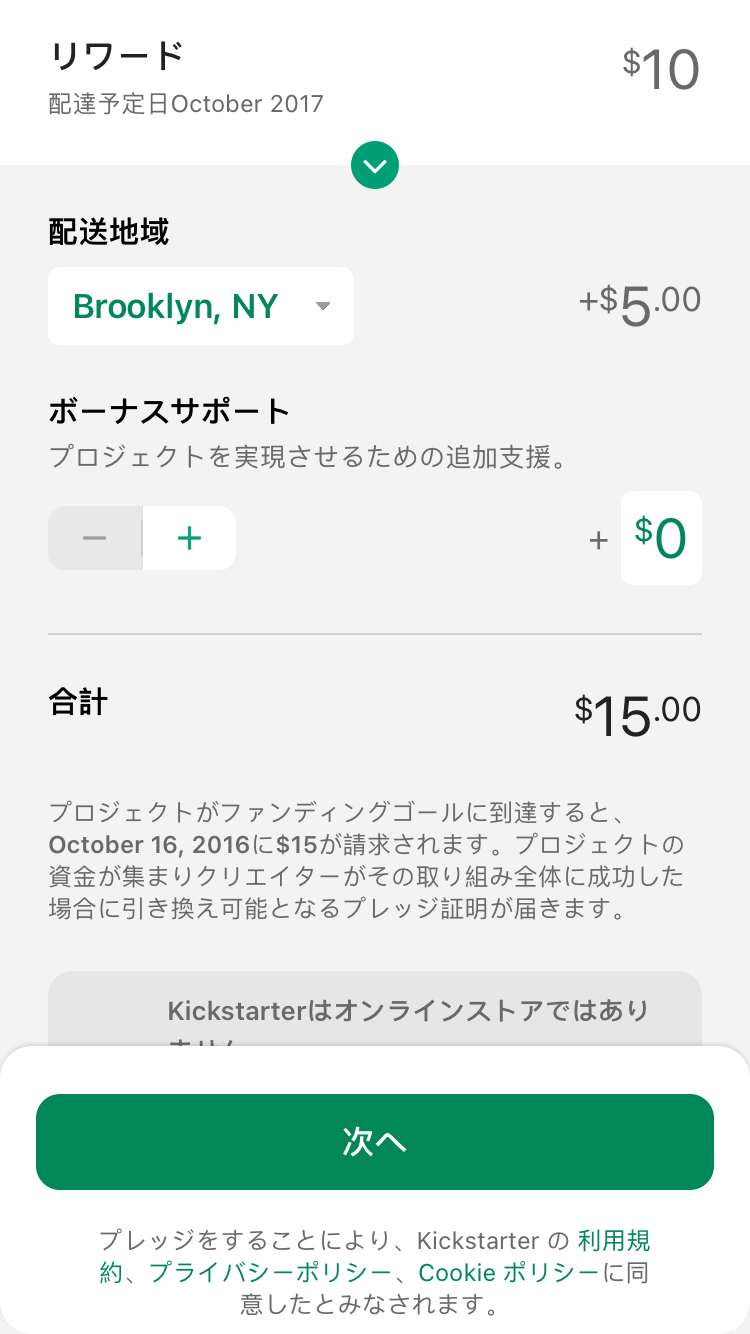 リワード
$10
配達予定日October 2017
配送地域
Brooklyn, NY
+$5.00
ボーナスサポート
プロジェクトを実現させるための追加支援。
− +
+ $0
合計
$15.00
プロジェクトがファンディングゴールに到達すると、
October 16, 2016に$15が請求されます。プロジェクトの
資金が集まりクリエイターがその取り組み全体に成功した
場合に引き換え可能となるプレッジ証明が届きます。
Kickstarterはオンラインストアではあり
次へ
プレッジをすることにより、Kickstarter の 利用規
約、プライバシーポリシー、Cookie ポリシーに同
意したとみなされます。